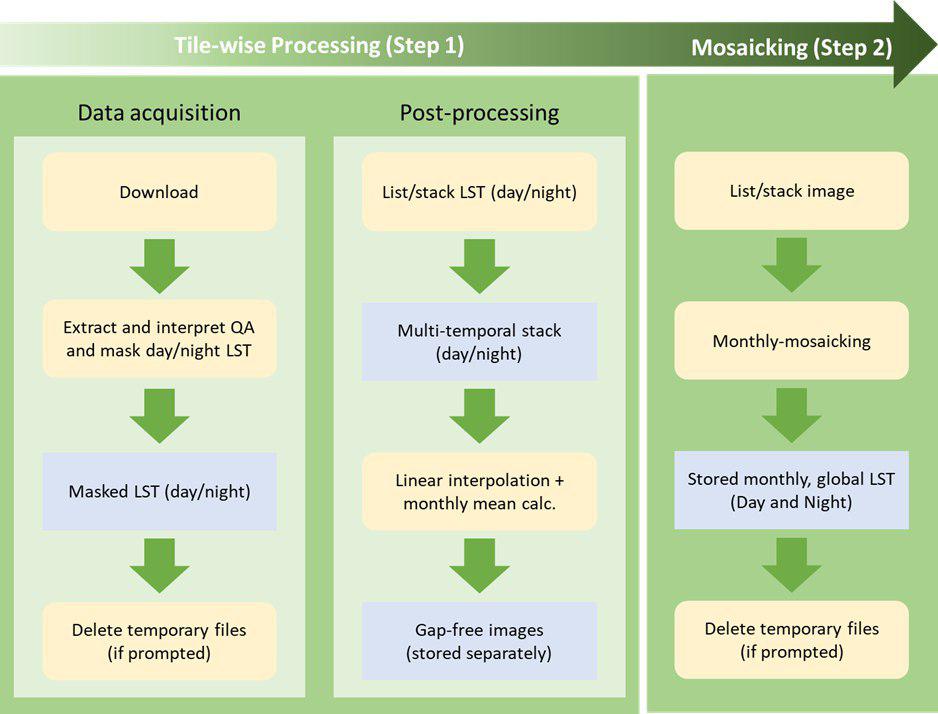 Tile-wise Processing (Step 1)
Mosaicking (Step 2)
Data acquisition
Download
Extract and interpret QA
and mask day/night LST
Masked LST (day/night)
Delete temporary files
(if prompted)
Post-processing
List/stack LST (day/night)
Multi-temporal stack
(day/night)
Linear interpolation +
monthly mean calc.
Gap-free images
(stored separately)
List/stack image
Monthly-mosaicking
Stored monthly, global LST
(Day and Night)
Delete temporary files
(if prompted)